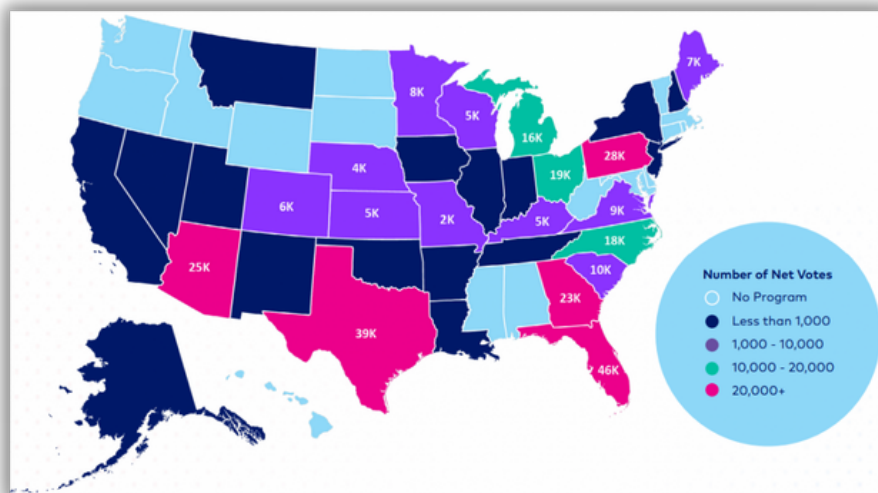 7K
8K
5K
16K
28K
4K
19K
6K
5K
2K
5K
9K
18K
25K
10K
23K
39K
46K
Number of Net Votes
No Program
Less than 1,000
1,000 - 10,000
10,000 - 20,000
20,000+